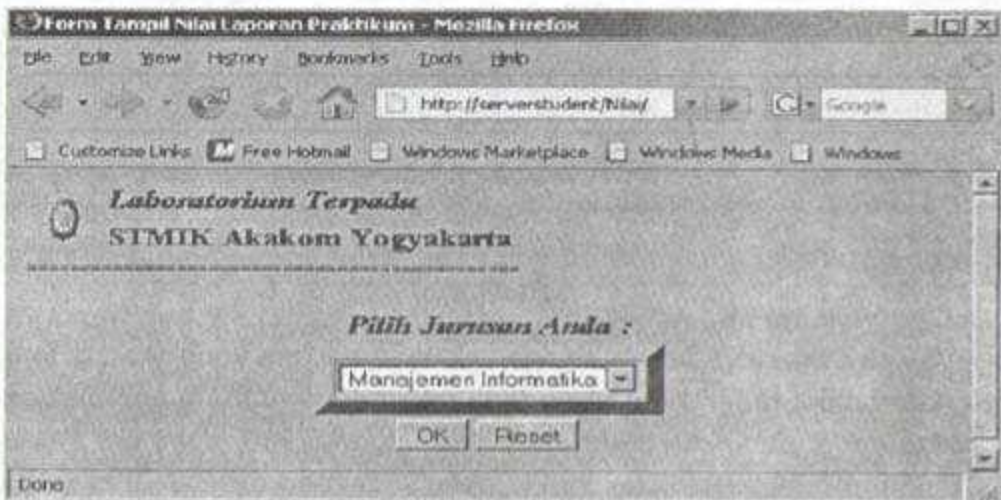 Form Tampil Nilai Laporan Praktikum - Mozilla Firefox
File Edit View History Bookmarks Tools Help
http://serverstudent/Nilai/ Google
Customize Links Free Hotmail Windows Marketplace Windows Media Windows
Laboratorium Terpadu
STMIK Akakom Yogyakarta
Pilih Jurusan Anda :
Manajemen Informatika
OK Reset
Done